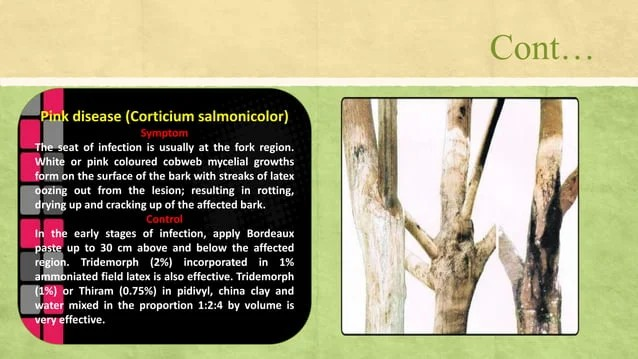 Cont…
Pink disease (Corticium salmonicolor)
Symptom
The seat of infection is usually at the fork region.
White or pink coloured cobweb mycelial growths
form on the surface of the bark with streaks of latex
oozing out from the lesion; resulting in rotting,
drying up and cracking up of the affected bark.
Control
In the early stages of infection, apply Bordeaux
paste up to 30 cm above and below the affected
region. Tridemorph (2%) incorporated in 1%
ammoniated field latex is also effective. Tridemorph
(1%) or Thiram (0.75%) in pidivyl, china clay and
water mixed in the proportion 1:2:4 by volume is
very effective.